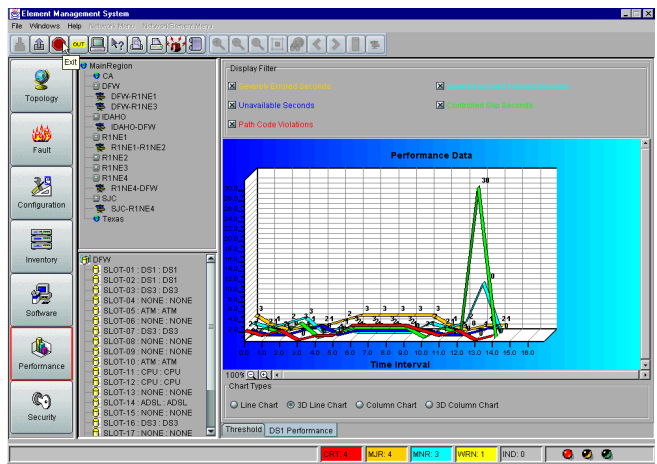 Element Management System
File Windows Help Network Menu Network Element Menu
OUT
Exit
Topology
Fault
Configuration
Inventory
Software
Performance
Security
MainRegion
CA
DFW
DFW-R1NE1
DFW-R1NE3
IDAHO
IDAHO-DFW
R1NE1
R1NE1-R1NE2
R1NE2
R1NE3
R1NE4
R1NE4-DFW
SJC
SJC-R1NE4
Texas
DFW
SLOT-01 : DS1 : DS1
SLOT-02 : DS1 : DS1
SLOT-03 : DS3 : DS3
SLOT-04 : NONE : NONE
SLOT-05 : ATM : ATM
SLOT-06 : NONE : NONE
SLOT-07 : DS3 : DS3
SLOT-08 : NONE : NONE
SLOT-09 : NONE : NONE
SLOT-10 : ATM : ATM
SLOT-11 : CPU : CPU
SLOT-12 : CPU : CPU
SLOT-13 : NONE : NONE
SLOT-14 : ADSL : ADSL
SLOT-15 : NONE : NONE
SLOT-16 : DS3 : DS3
SLOT-17 : NONE : NONE
Display Filter
Severely Errored Seconds
Unavailable Seconds
Controlled Slip Seconds
Path Code Violations
Performance Data
30
0.0 1.0 2.0 3.0 4.0 5.0 6.0 7.0 8.0 9.0 10.0 11.0 12.0 13.0 14.0 15.0 16.0
Time Interval
100%
Chart Types
Line Chart 3D Line Chart Column Chart 3D Column Chart
Threshold DS1 Performance
CRT: 4 MJR: 4 MNR: 3 WRN: 1 IND: 0